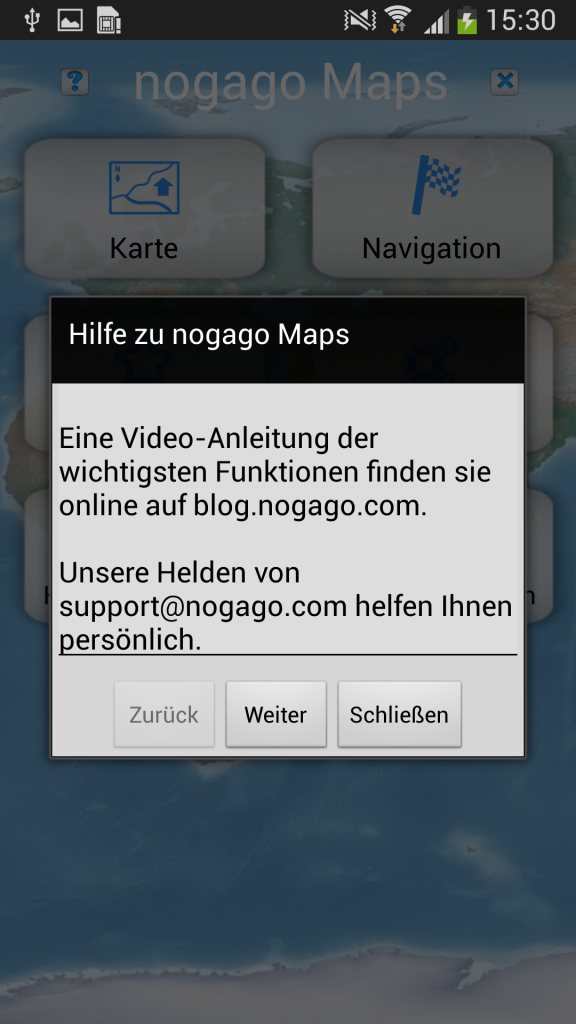 15:30
nogago Maps
Karte
Navigation
Hilfe zu nogago Maps
Eine Video-Anleitung der
wichtigsten Funktionen finden sie
online auf blog.nogago.com.
Unsere Helden von
support@nogago.com helfen Ihnen
persönlich.
Zurück
Weiter
Schließen